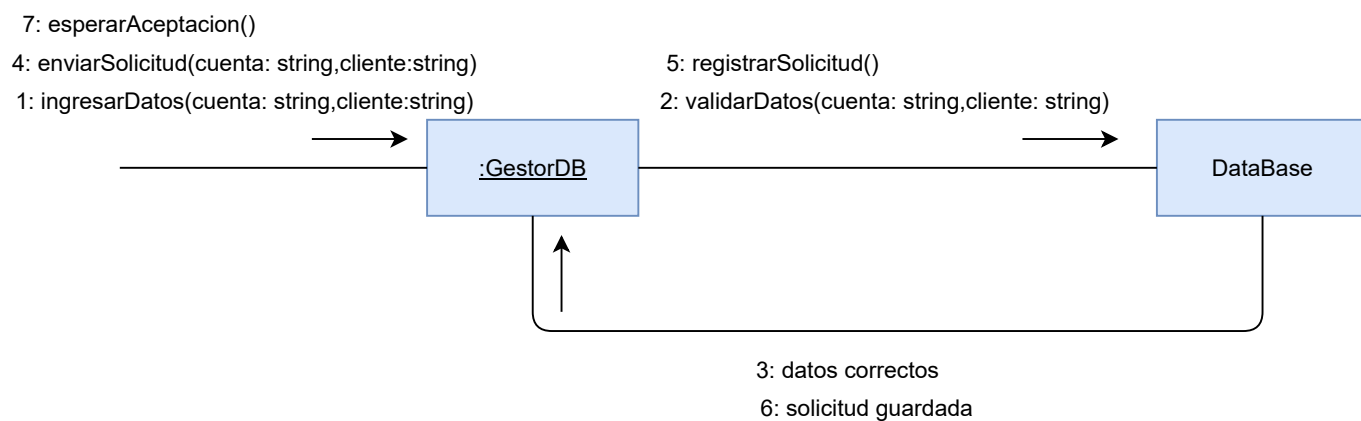 7: esperarAceptacion()
4: enviarSolicitud(cuenta: string,cliente:string)
1: ingresarDatos(cuenta: string,cliente:string)
5: registrarSolicitud()
2: validarDatos(cuenta: string,cliente: string)
:GestorDB
DataBase
3: datos correctos
6: solicitud guardada